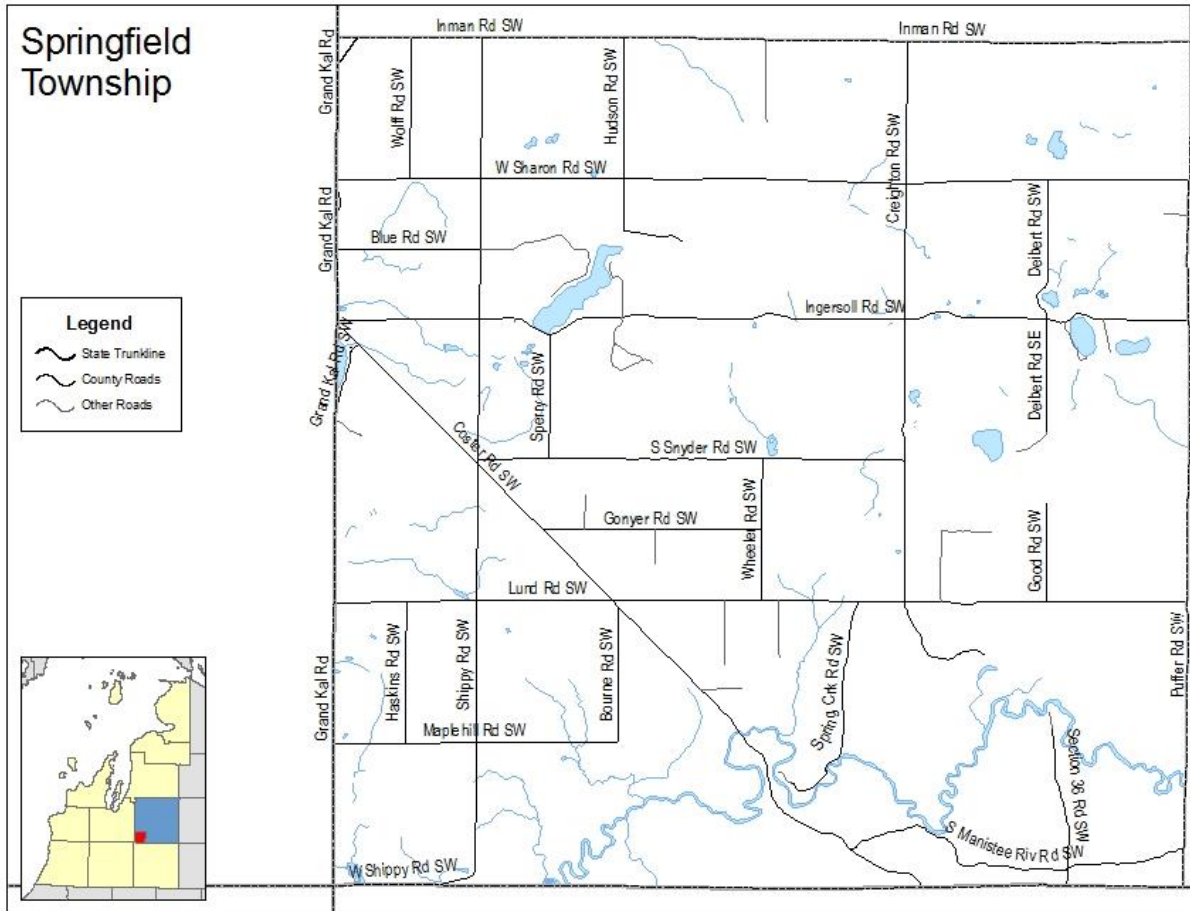 Springfield
Township
Inman Rd SW
Inman Rd SW
Grand Kal Rd
Wolff Rd SW
Hudson Rd SW
Creighton Rd SW
W Sharon Rd SW
Grand Kal Rd
Deibert Rd SW
Blue Rd SW
Ingersoll Rd SW
Legend
State Trunkline
County Roads
Other Roads
Grand Kal Rd SW
Sperry Rd SW
Deibert Rd SE
Coster Rd SW
S Snyder Rd SW
Gonyer Rd SW
Wheeler Rd SW
Good Rd SW
Lund Rd SW
Grand Kal Rd
Haskins Rd SW
Shippy Rd SW
Bourne Rd SW
Spring Crk Rd SW
Puffer Rd SW
Maplehill Rd SW
Section 36 Rd SW
S Manistee Riv Rd SW
W Shippy Rd SW